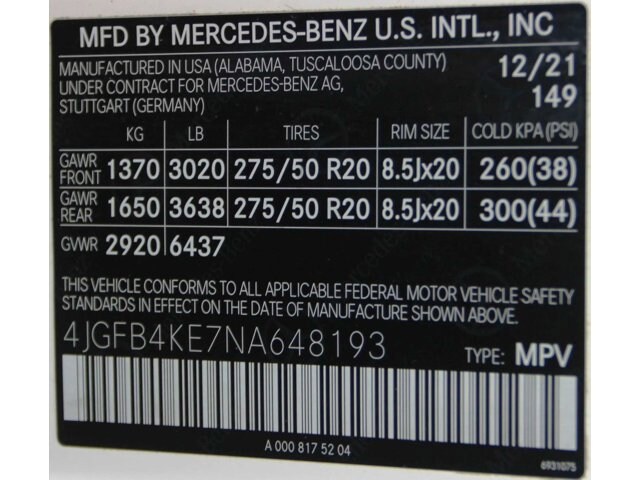 MFD BY MERCEDES-BENZ U.S. INTL., INC
MANUFACTURED IN USA (ALABAMA, TUSCALOOSA COUNTY) 12/21
UNDER CONTRACT FOR MERCEDES-BENZ AG, 149
STUTTGART (GERMANY)
KG LB TIRES RIM SIZE COLD KPA (PSI)
GAWR FRONT 1370 3020 275/50 R20 8.5Jx20 260(38)
GAWR REAR 1650 3638 275/50 R20 8.5Jx20 300(44)
GVWR 2920 6437
THIS VEHICLE CONFORMS TO ALL APPLICABLE FEDERAL MOTOR VEHICLE SAFETY
STANDARDS IN EFFECT ON THE DATE OF MANUFACTURE SHOWN ABOVE.
4JGFB4KE7NA648193 TYPE: MPV
A 000 817 52 04
6931075